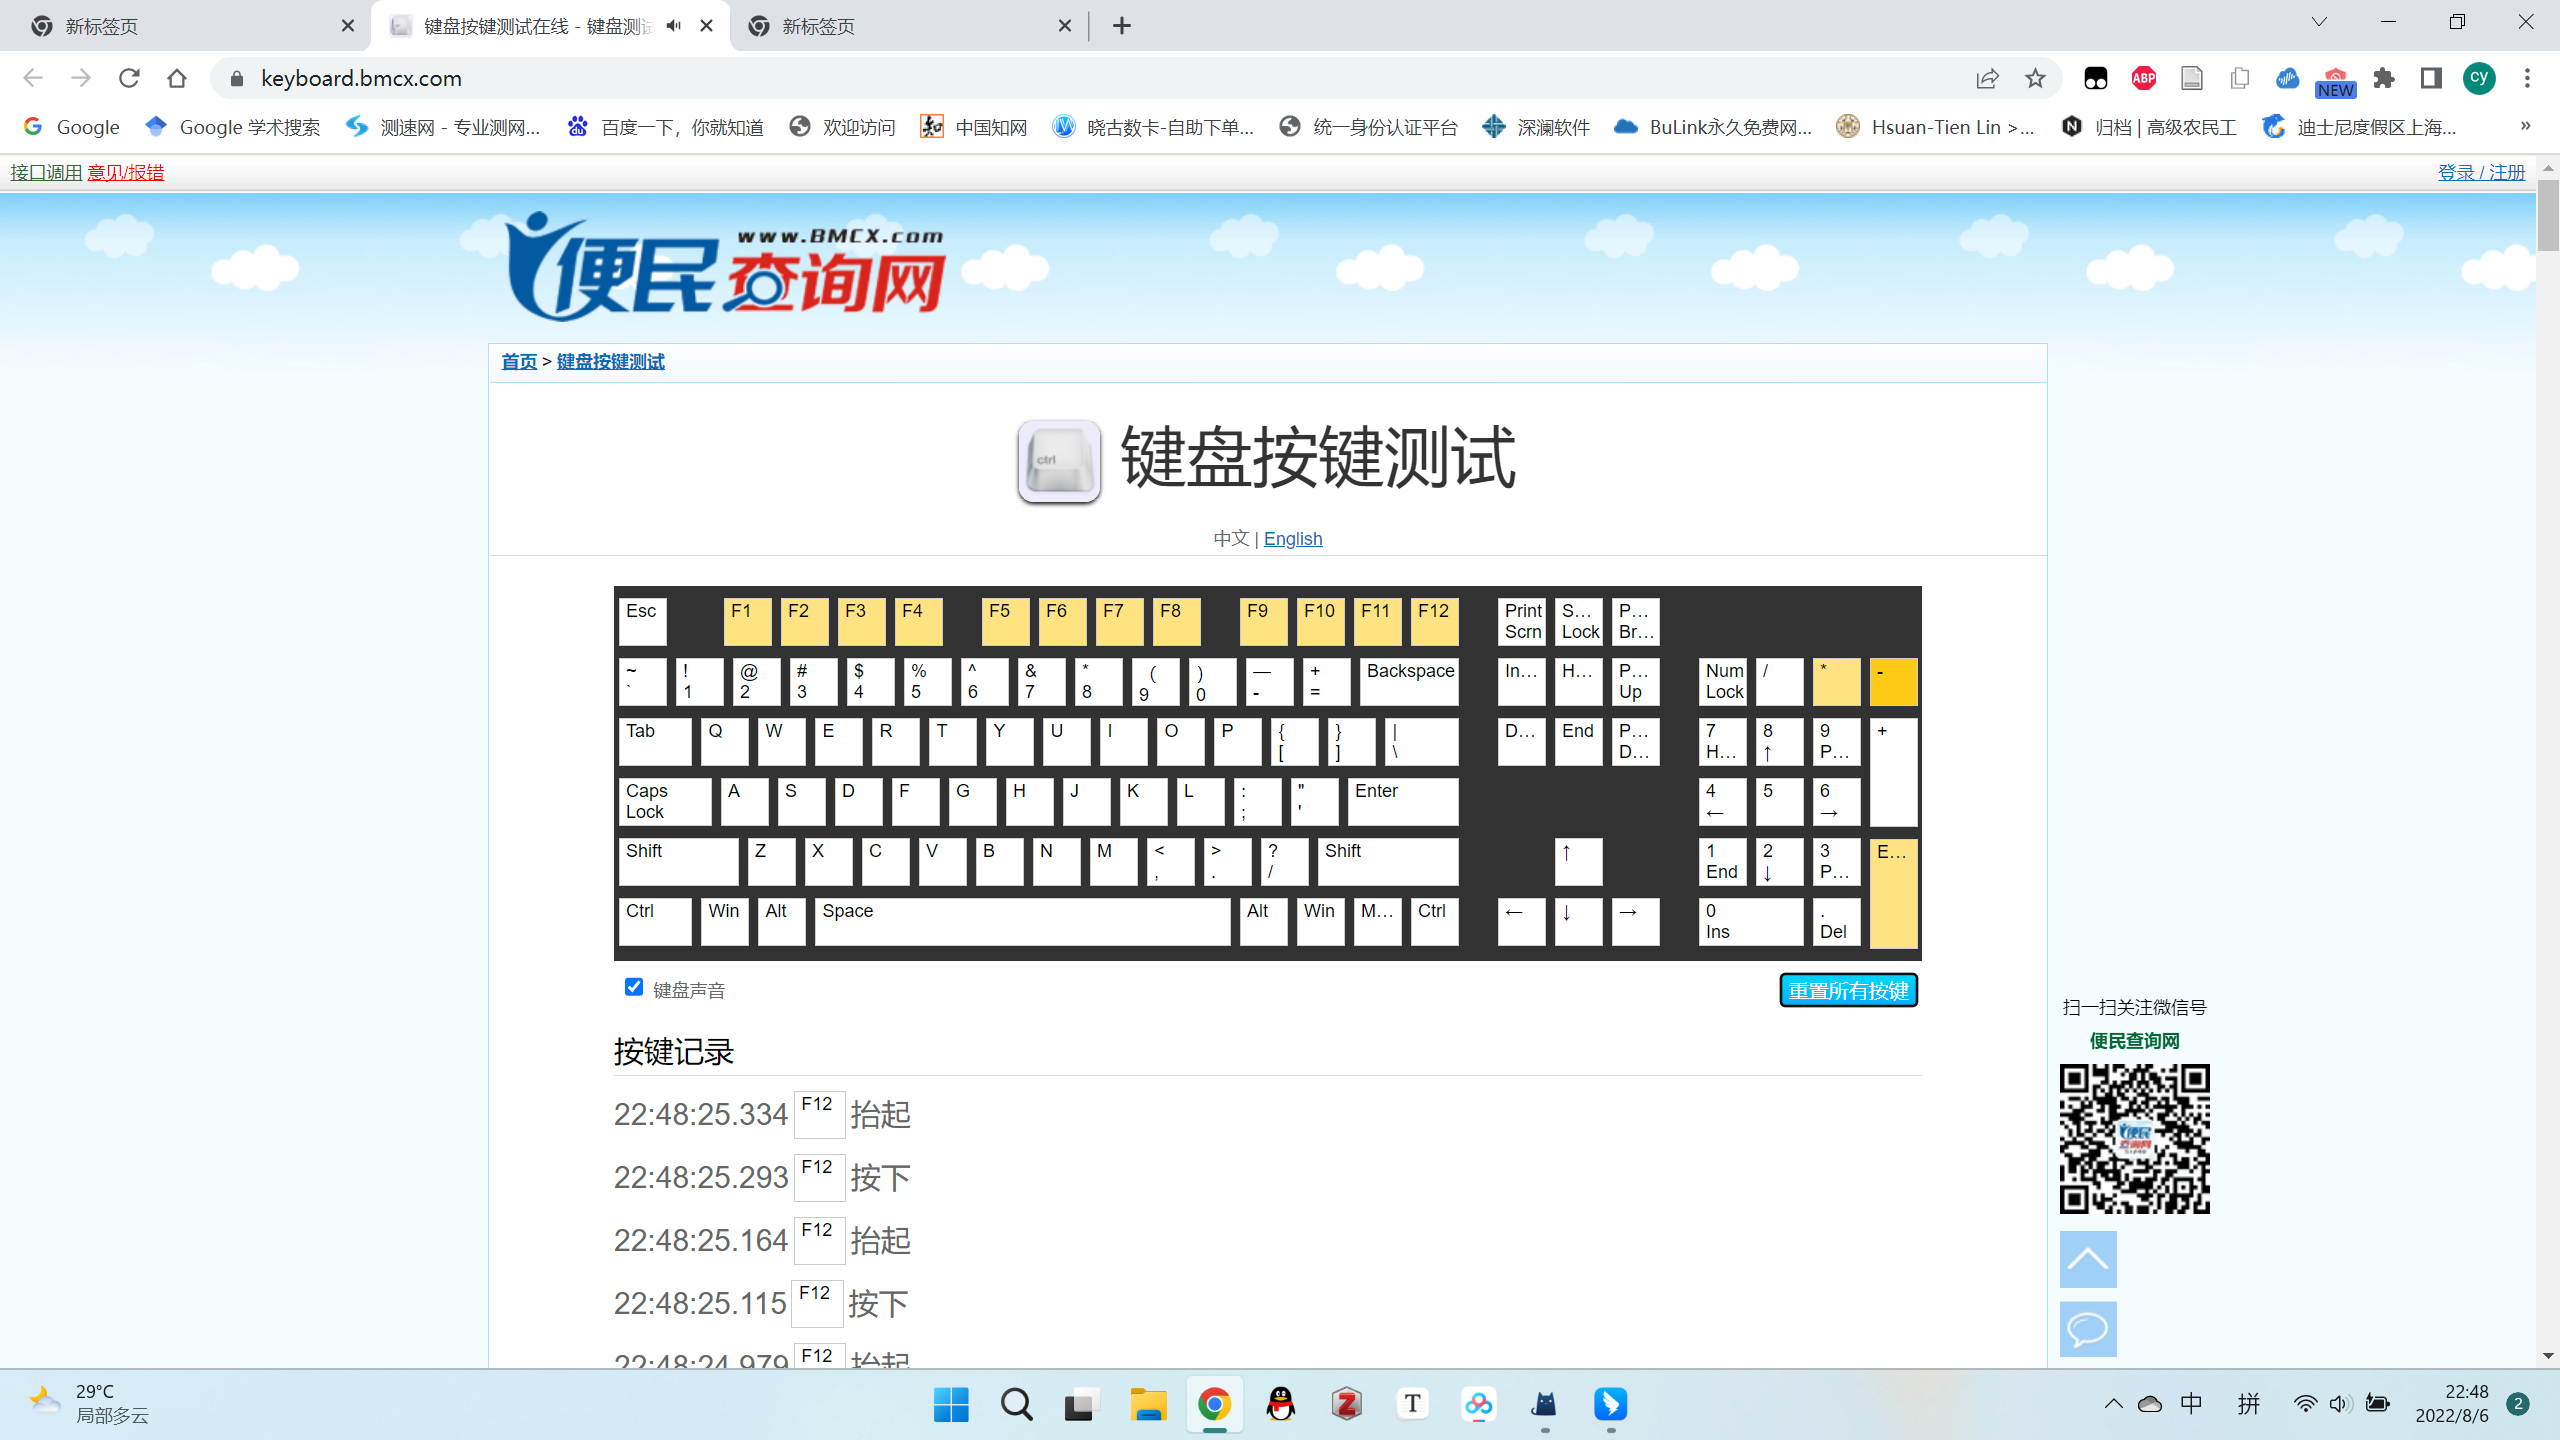 新标签页
键盘按键测试在线 - 键盘测试
新标签页
keyboard.bmcx.com
ABP
NEW
cy
Google
Google 学术搜索
测速网 - 专业测网...
百度一下，你就知道
欢迎访问
知
中国知网
晓古数卡-自助下单...
统一身份认证平台
深澜软件
BuLink永久免费网...
Hsuan-Tien Lin >...
N
归档 | 高级农民工
迪士尼度假区上海...
»
接口调用 意见/报错
登录 / 注册
www.BMCX.com
便民查询网
首页 > 键盘按键测试
ctrl
键盘按键测试
中文 | English
Esc F1 F2 F3 F4 F5 F6 F7 F8 F9 F10 F11 F12 Print S... P...
Scrn Lock Br...
~ ! @ # $ % ^ & * ( ) — + Backspace In... H... P... Num / * -
` 1 2 3 4 5 6 7 8 9 0 - = Up Lock
Tab Q W E R T Y U I O P { } | D... End P... 7 8 9 +
[ ] \ D... H... ↑ P...
Caps A S D F G H J K L : " Enter 4 5 6
Lock ; ' ← →
Shift Z X C V B N M < > ? Shift ↑ 1 2 3 E...
, . / End ↓ P...
Ctrl Win Alt Space Alt Win M... Ctrl ← ↓ → 0 .
Ins Del
键盘声音
重置所有按键
按键记录
22:48:25.334 F12 抬起
22:48:25.293 F12 按下
22:48:25.164 F12 抬起
22:48:25.115 F12 按下
22:48:24.979 F12 抬起
扫一扫关注微信号
便民查询网
便民
查询网
29°C
局部多云
Z
T
中
拼
22:48
2022/8/6
2